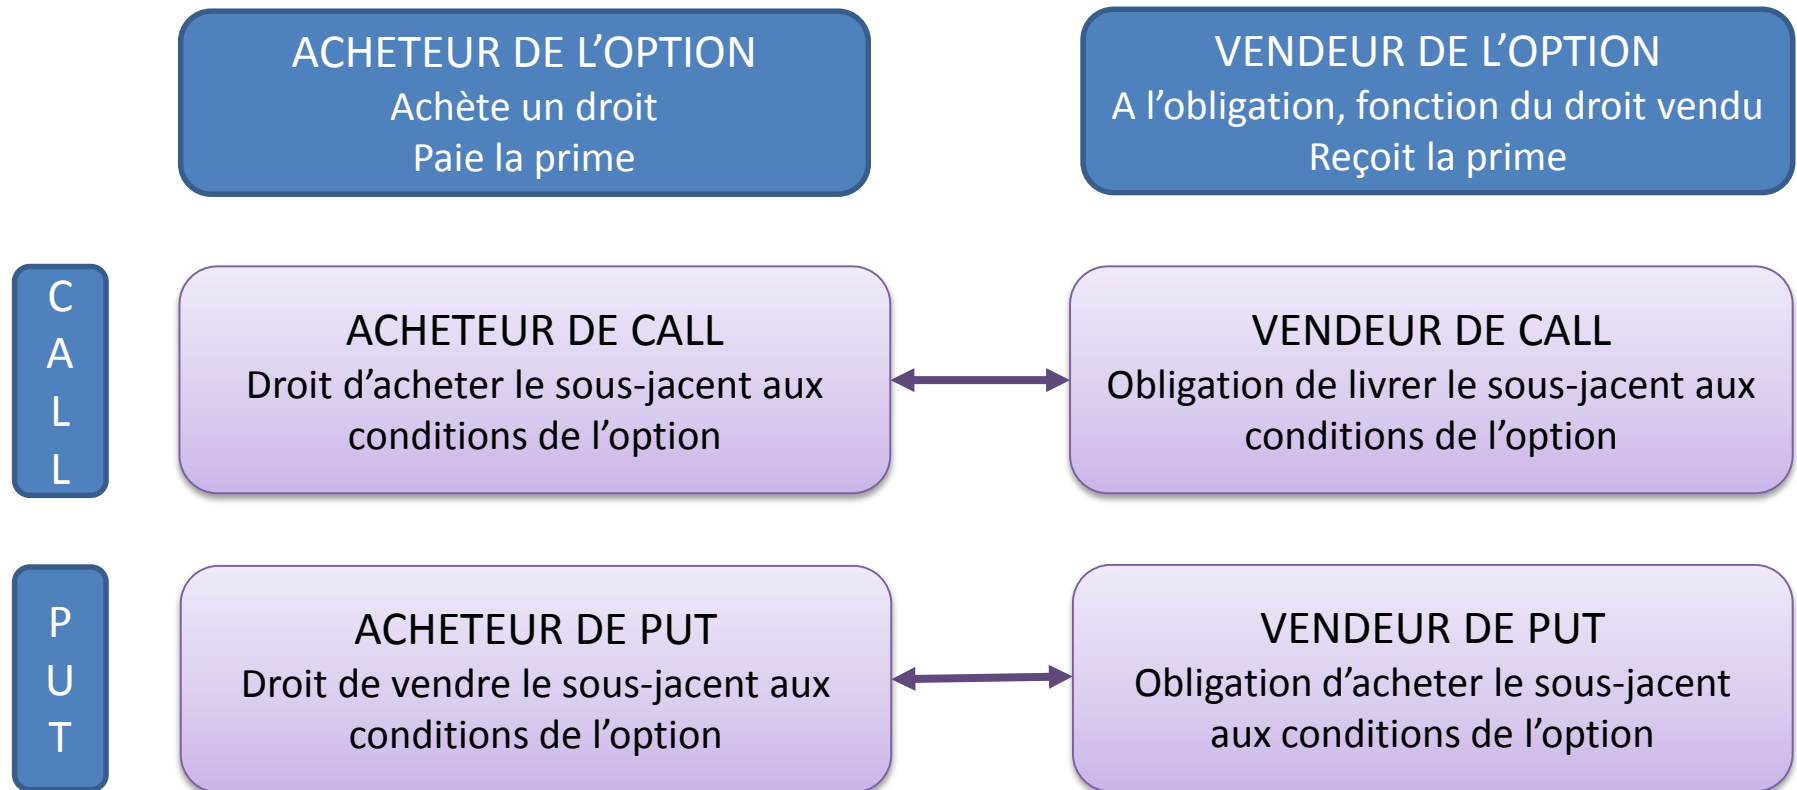 ACHETEUR DE L’OPTION
Achète un droit
Paie la prime
VENDEUR DE L’OPTION
A l’obligation, fonction du droit vendu
Reçoit la prime
C
A
L
L
ACHETEUR DE CALL
Droit d’acheter le sous-jacent aux
conditions de l’option
VENDEUR DE CALL
Obligation de livrer le sous-jacent aux
conditions de l’option
P
U
T
ACHETEUR DE PUT
Droit de vendre le sous-jacent aux
conditions de l’option
VENDEUR DE PUT
Obligation d’acheter le sous-jacent
aux conditions de l’option